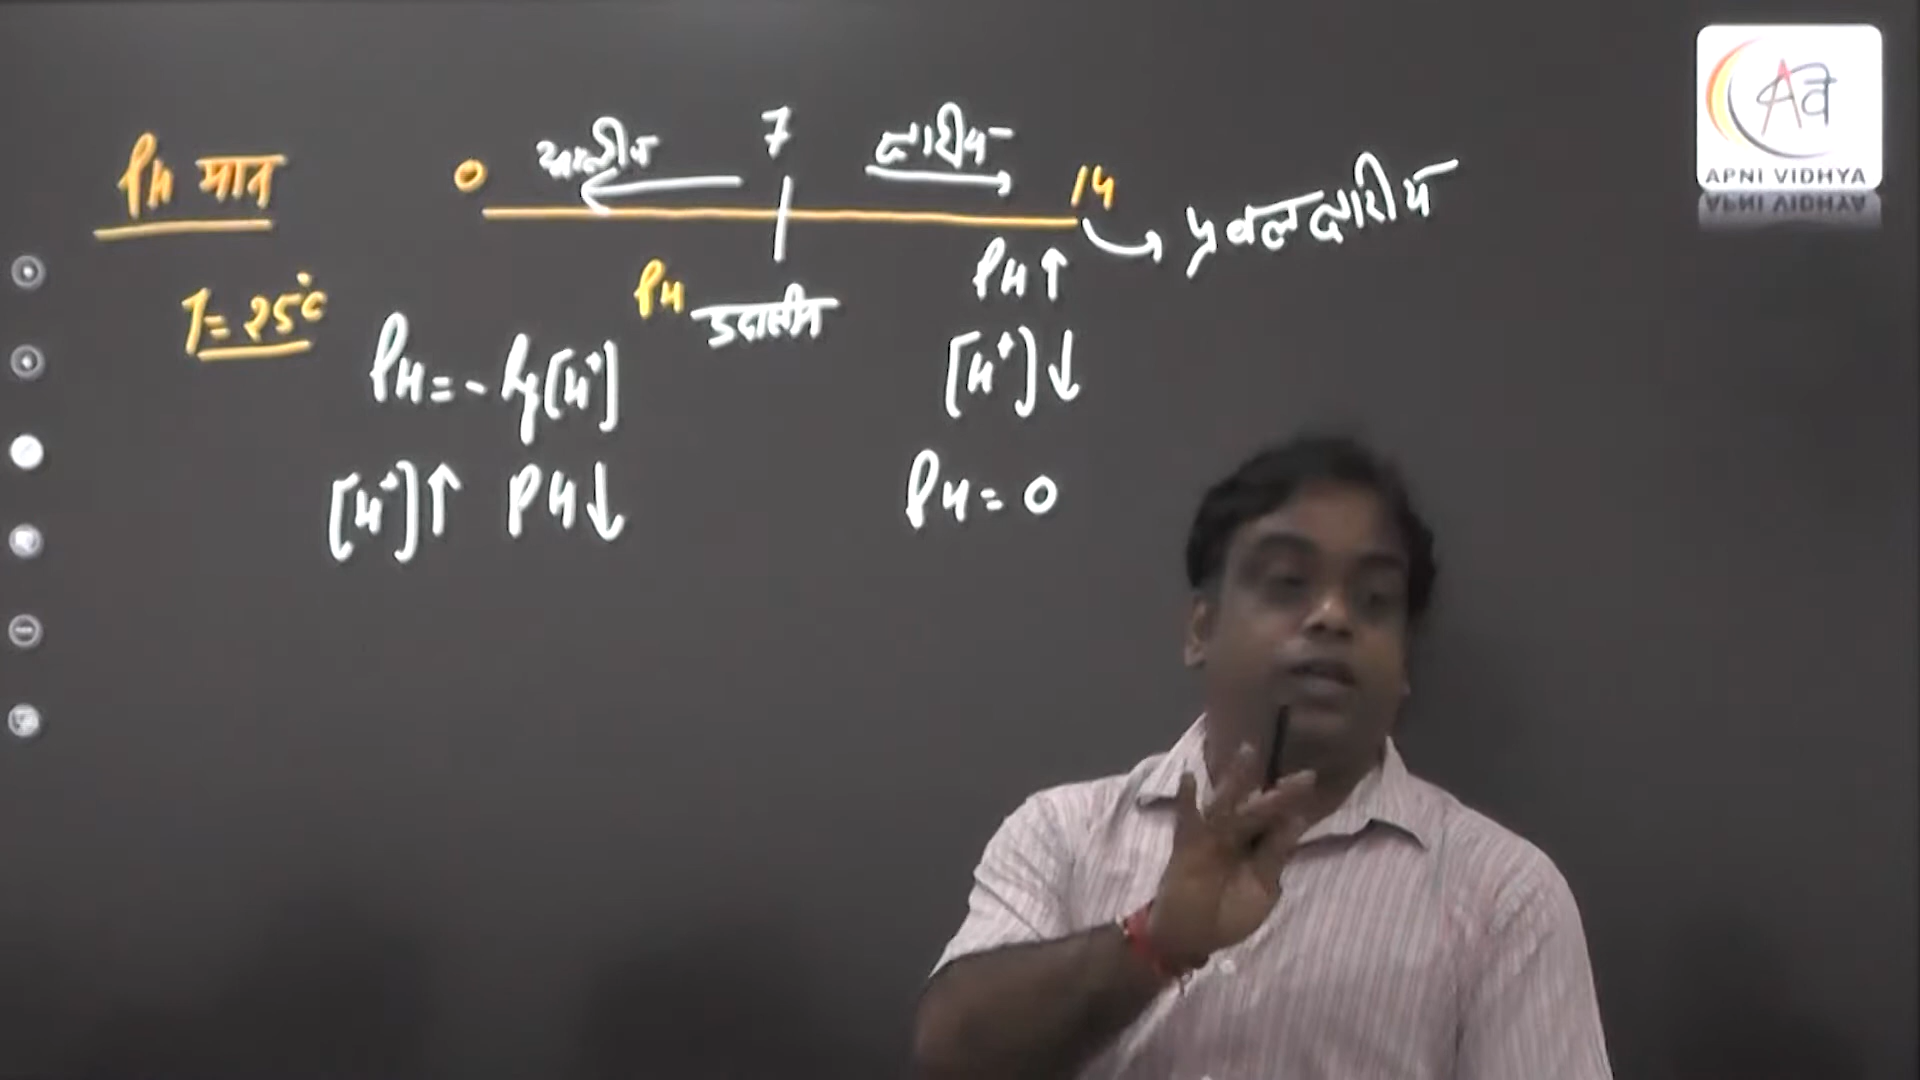 PH मान
0 अम्लीय 7 क्षारीय 14
प्रबल क्षारीय
T = 25°C
PH
उदासीन
PH ↑
PH = - log [H⁺]
[H⁺] ↓
[H⁺] ↑ PH ↓
PH = 0
APNI VIDHYA